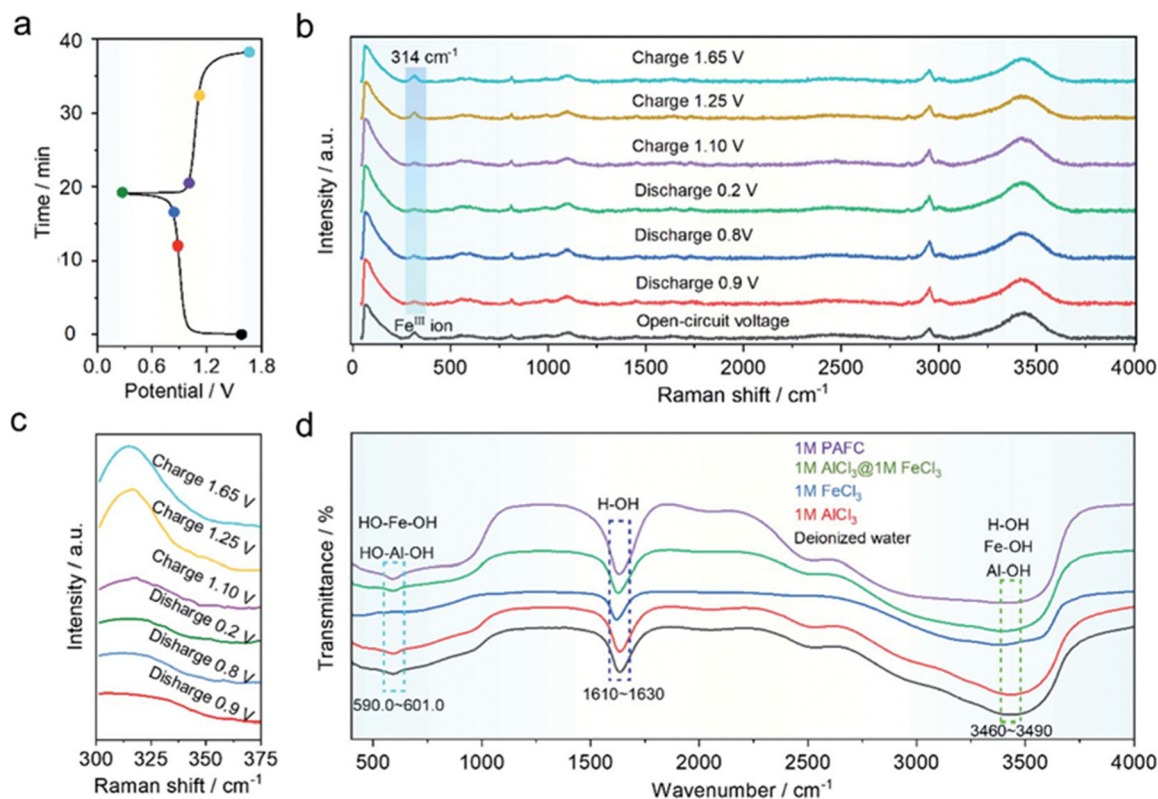 a
40
30
20
10
0
Time / min
0.0 0.6 1.2 1.8
Potential / V
b
314 cm⁻¹
Charge 1.65 V
Charge 1.25 V
Charge 1.10 V
Discharge 0.2 V
Discharge 0.8V
Discharge 0.9 V
Feᴵᴵᴵ ion
Open-circuit voltage
Intensity / a.u.
0 500 1000 1500 2000 2500 3000 3500 4000
Raman shift / cm⁻¹
c
Charge 1.65 V
Charge 1.25 V
Charge 1.10 V
Disharge 0.2 V
Disharge 0.8 V
Disharge 0.9 V
Intensity / a.u.
300 325 350 375
Raman shift / cm⁻¹
d
1M PAFC
1M AlCl₃@1M FeCl₃
1M FeCl₃
1M AlCl₃
Deionized water
HO-Fe-OH
HO-Al-OH
H-OH
H-OH
Fe-OH
Al-OH
590.0~601.0
1610~1630
3460~3490
Transmittance / %
500 1000 1500 2000 2500 3000 3500 4000
Wavenumber / cm⁻¹